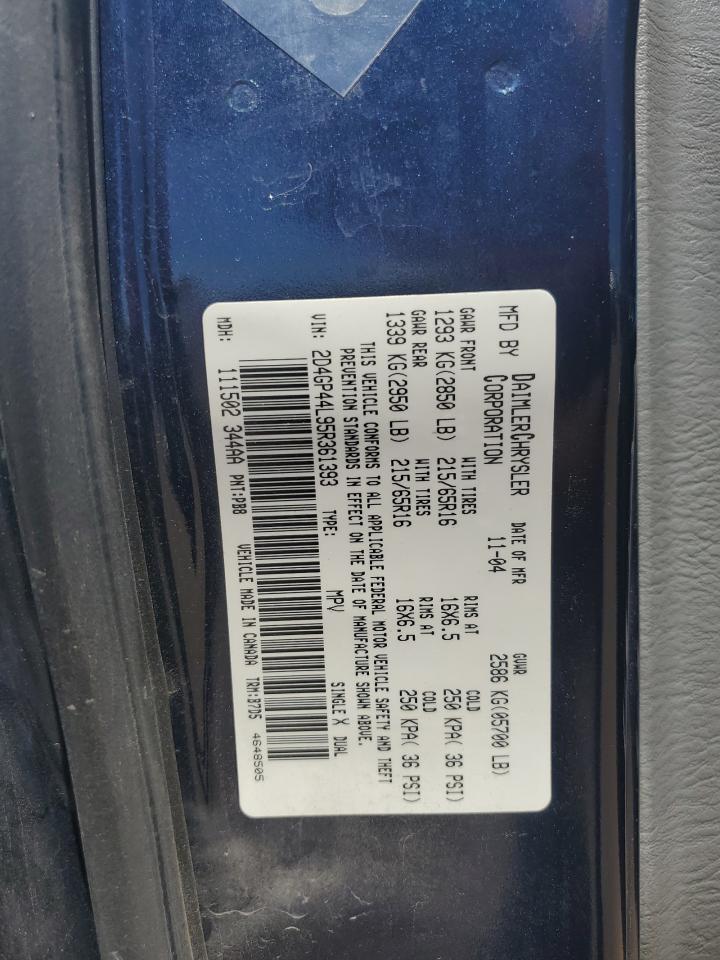 MFD BY DAIMLERCHRYSLER CORPORATION DATE OF MFR 11-04 GVWR 2586 KG(05700 LB)
GAWR FRONT WITH TIRES RIMS AT COLD
1293 KG(2850 LB) 215/65R16 16X6.5 250 KPA( 36 PSI)
GAWR REAR WITH TIRES RIMS AT COLD
1339 KG(2950 LB) 215/65R16 16X6.5 250 KPA( 36 PSI)
THIS VEHICLE CONFORMS TO ALL APPLICABLE FEDERAL MOTOR VEHICLE SAFETY AND THEFT
PREVENTION STANDARDS IN EFFECT ON THE DATE OF MANUFACTURE SHOWN ABOVE.
VIN: 2D4GP44L95R361393 TYPE: MPV SINGLE X DUAL
MDH: 111502 344AA PNT:PB8 VEHICLE MADE IN CANADA TRM:B7D5 4648505